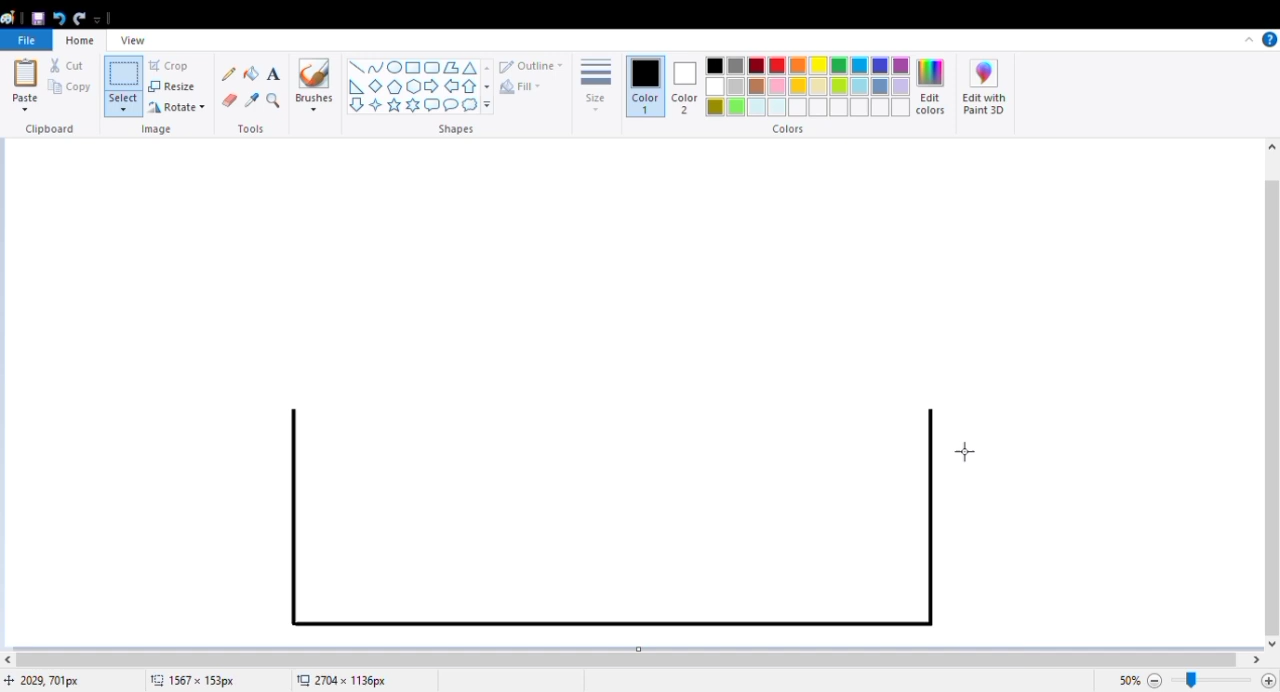 File Home View
Paste Cut Copy Clipboard
Select Crop Resize Rotate Image
A Tools
Brushes
Outline Fill Shapes
Size
Color 1 Color 2 Edit colors Colors
Edit with Paint 3D
2029, 701px 1567 × 153px 2704 × 1136px 50%